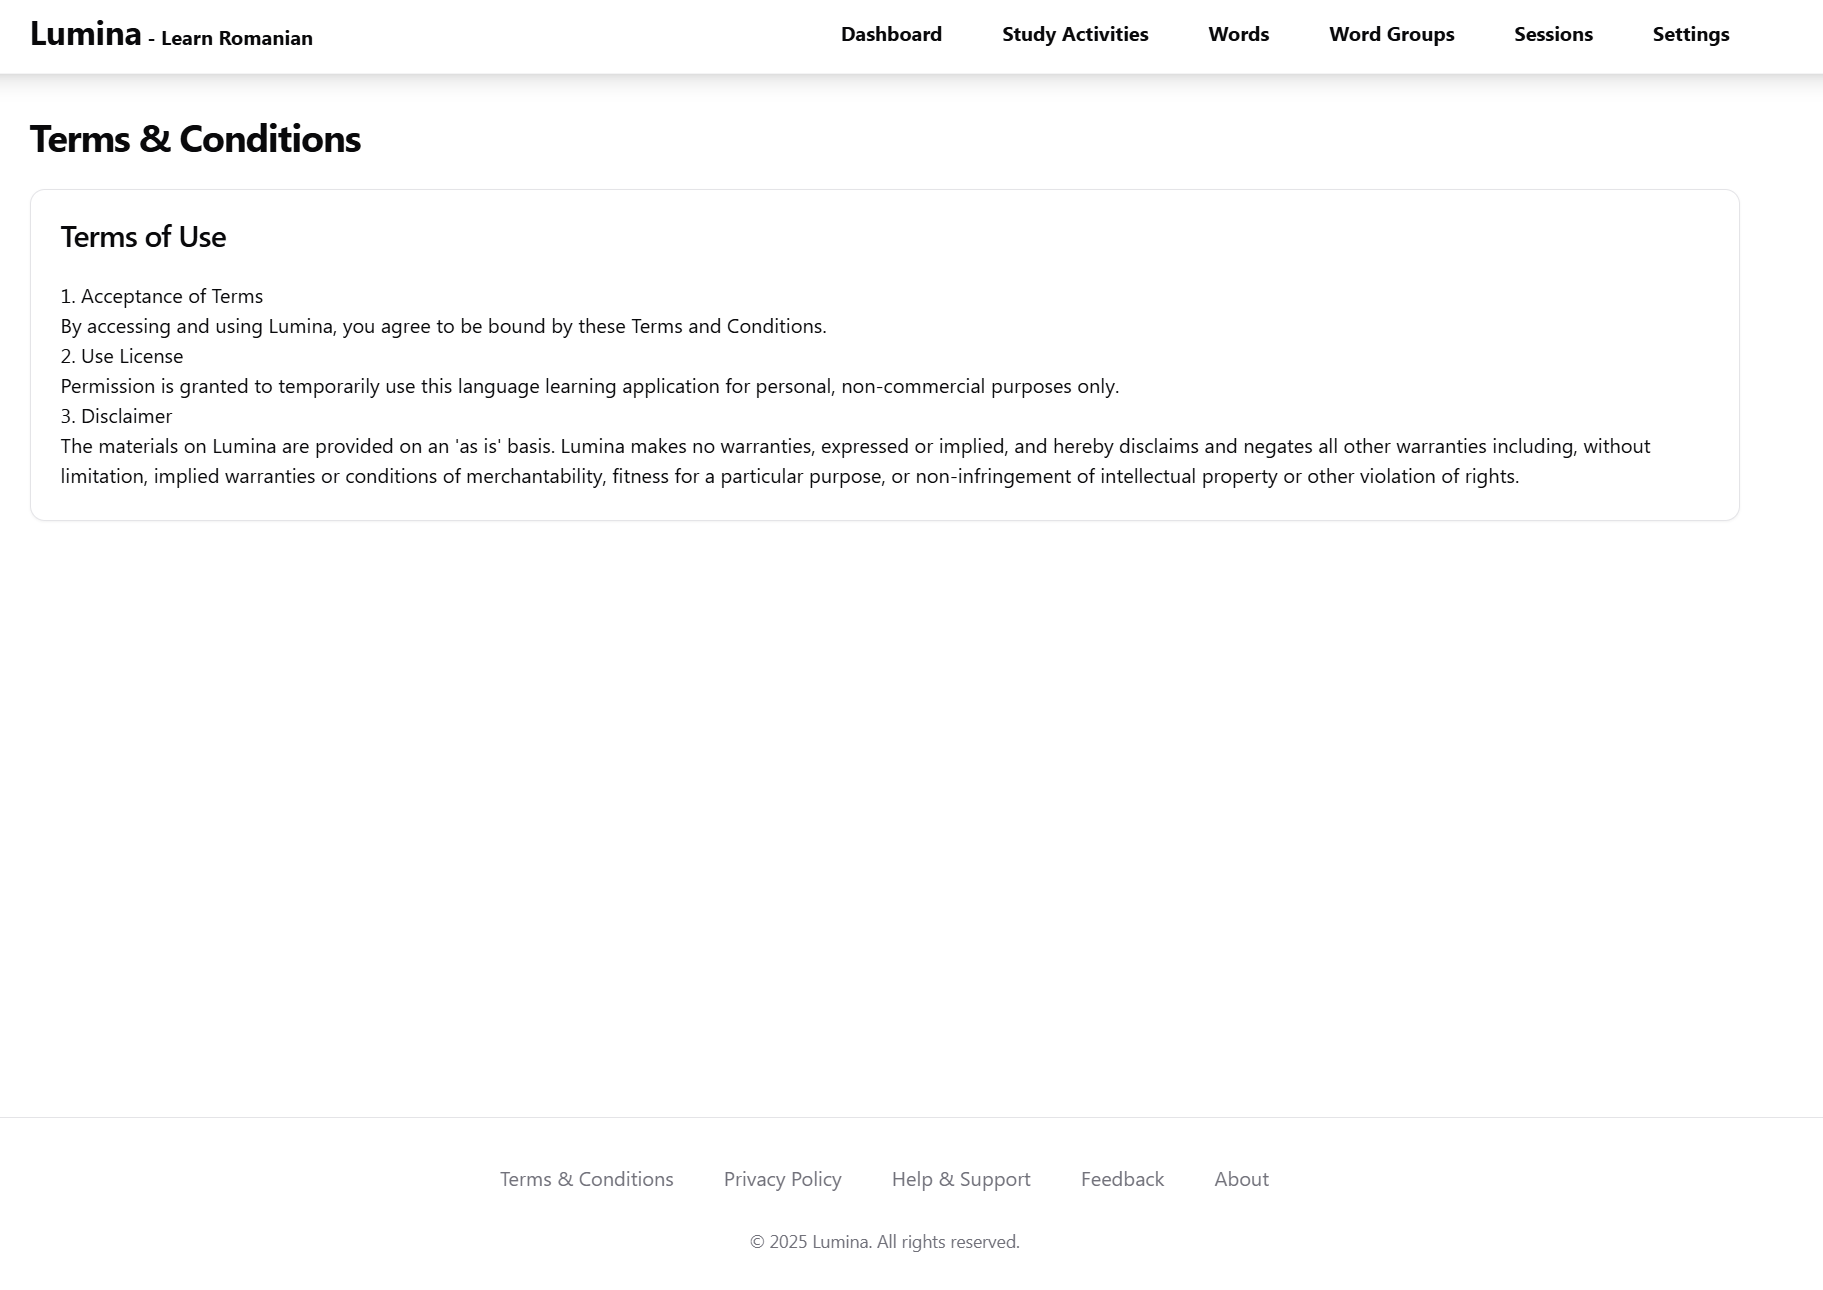 Lumina - Learn Romanian
Dashboard
Study Activities
Words
Word Groups
Sessions
Settings
Terms & Conditions
Terms of Use
1. Acceptance of Terms
By accessing and using Lumina, you agree to be bound by these Terms and Conditions.
2. Use License
Permission is granted to temporarily use this language learning application for personal, non-commercial purposes only.
3. Disclaimer
The materials on Lumina are provided on an 'as is' basis. Lumina makes no warranties, expressed or implied, and hereby disclaims and negates all other warranties including, without
limitation, implied warranties or conditions of merchantability, fitness for a particular purpose, or non-infringement of intellectual property or other violation of rights.
Terms & Conditions
Privacy Policy
Help & Support
Feedback
About
© 2025 Lumina. All rights reserved.